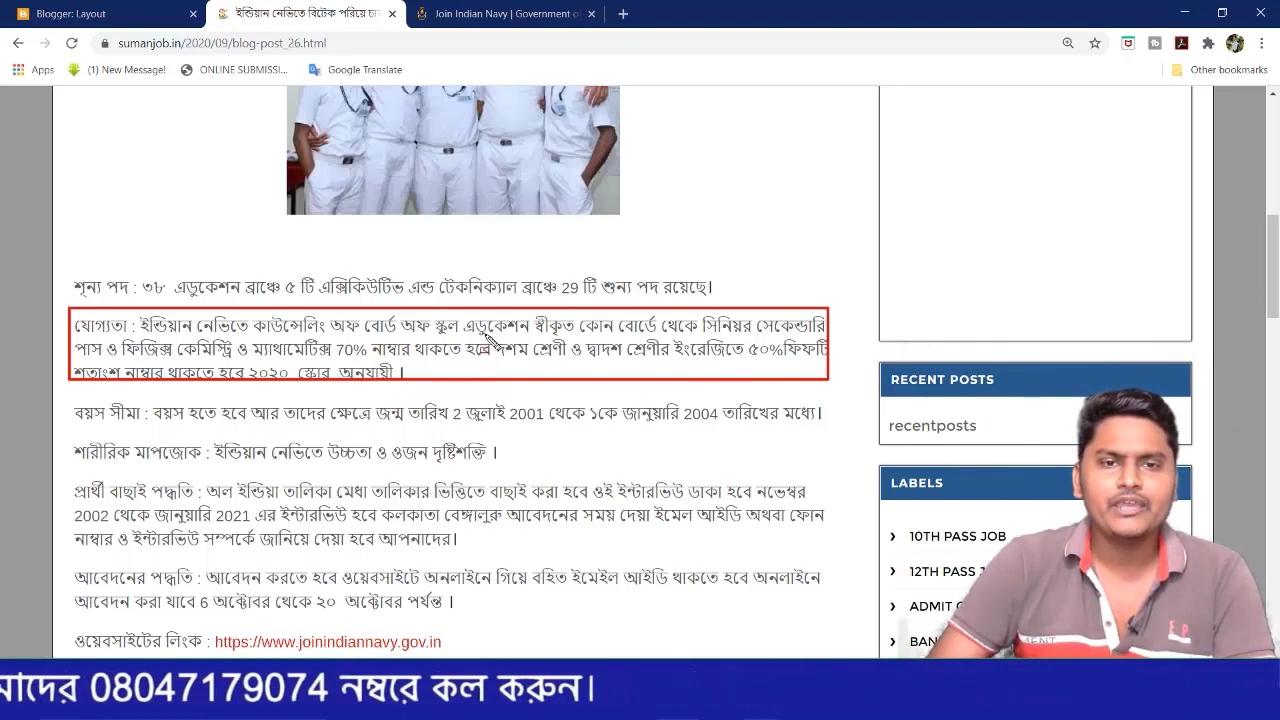 Blogger: Layout
ইন্ডিয়ান নেভিতে বিটেক পরিয়ে চা
Join Indian Navy | Government o
sumanjob.in/2020/09/blog-post_26.html
Apps
(1) New Message!
ONLINE SUBMISSI...
Google Translate
Other bookmarks
শূন্য পদ : ৩৮ এডুকেশন ব্রাঞ্চে ৫ টি এক্সিকিউটিভ এন্ড টেকনিক্যাল ব্রাঞ্চে 29 টি শুন্য পদ রয়েছে।
যোগ্যতা : ইন্ডিয়ান নেভিতে কাউন্সেলিং অফ বোর্ড অফ স্কুল এডুকেশন স্বীকৃত কোন বোর্ডে থেকে সিনিয়র সেকেন্ডারি
পাস ও ফিজিক্স কেমিস্ট্রি ও ম্যাথামেটিক্স 70% নাম্বার থাকতে হবে দশম শ্রেণী ও দ্বাদশ শ্রেণীর ইংরেজিতে ৫০%ফিফটি
শতাংশ নাম্বার থাকতে হবে ২০২০ স্কোর অনুযায়ী ।
বয়স সীমা : বয়স হতে হবে আর তাদের ক্ষেত্রে জন্ম তারিখ 2 জুলাই 2001 থেকে ১কে জানুয়ারি 2004 তারিখের মধ্যে।
শারীরিক মাপজোক : ইন্ডিয়ান নেভিতে উচ্চতা ও ওজন দৃষ্টিশক্তি ।
প্রার্থী বাছাই পদ্ধতি : অল ইন্ডিয়া তালিকা মেধা তালিকার ভিত্তিতে বাছাই করা হবে ওই ইন্টারভিউ ডাকা হবে নভেম্বর
2002 থেকে জানুয়ারি 2021 এর ইন্টারভিউ হবে কলকাতা বেঙ্গালুরু আবেদনের সময় দেয়া ইমেল আইডি অথবা ফোন
নাম্বার ও ইন্টারভিউ সম্পর্কে জানিয়ে দেয়া হবে আপনাদের।
আবেদনের পদ্ধতি : আবেদন করতে হবে ওয়েবসাইটে অনলাইনে গিয়ে বহিত ইমেইল আইডি থাকতে হবে অনলাইনে
আবেদন করা যাবে 6 অক্টোবর থেকে ২০ অক্টোবর পর্যন্ত ।
ওয়েবসাইটের লিংক : https://www.joinindiannavy.gov.in
RECENT POSTS
recentposts
LABELS
10TH PASS JOB
12TH PASS
ADMIT
BAN
মাদের 08047179074 নম্বরে কল করুন।